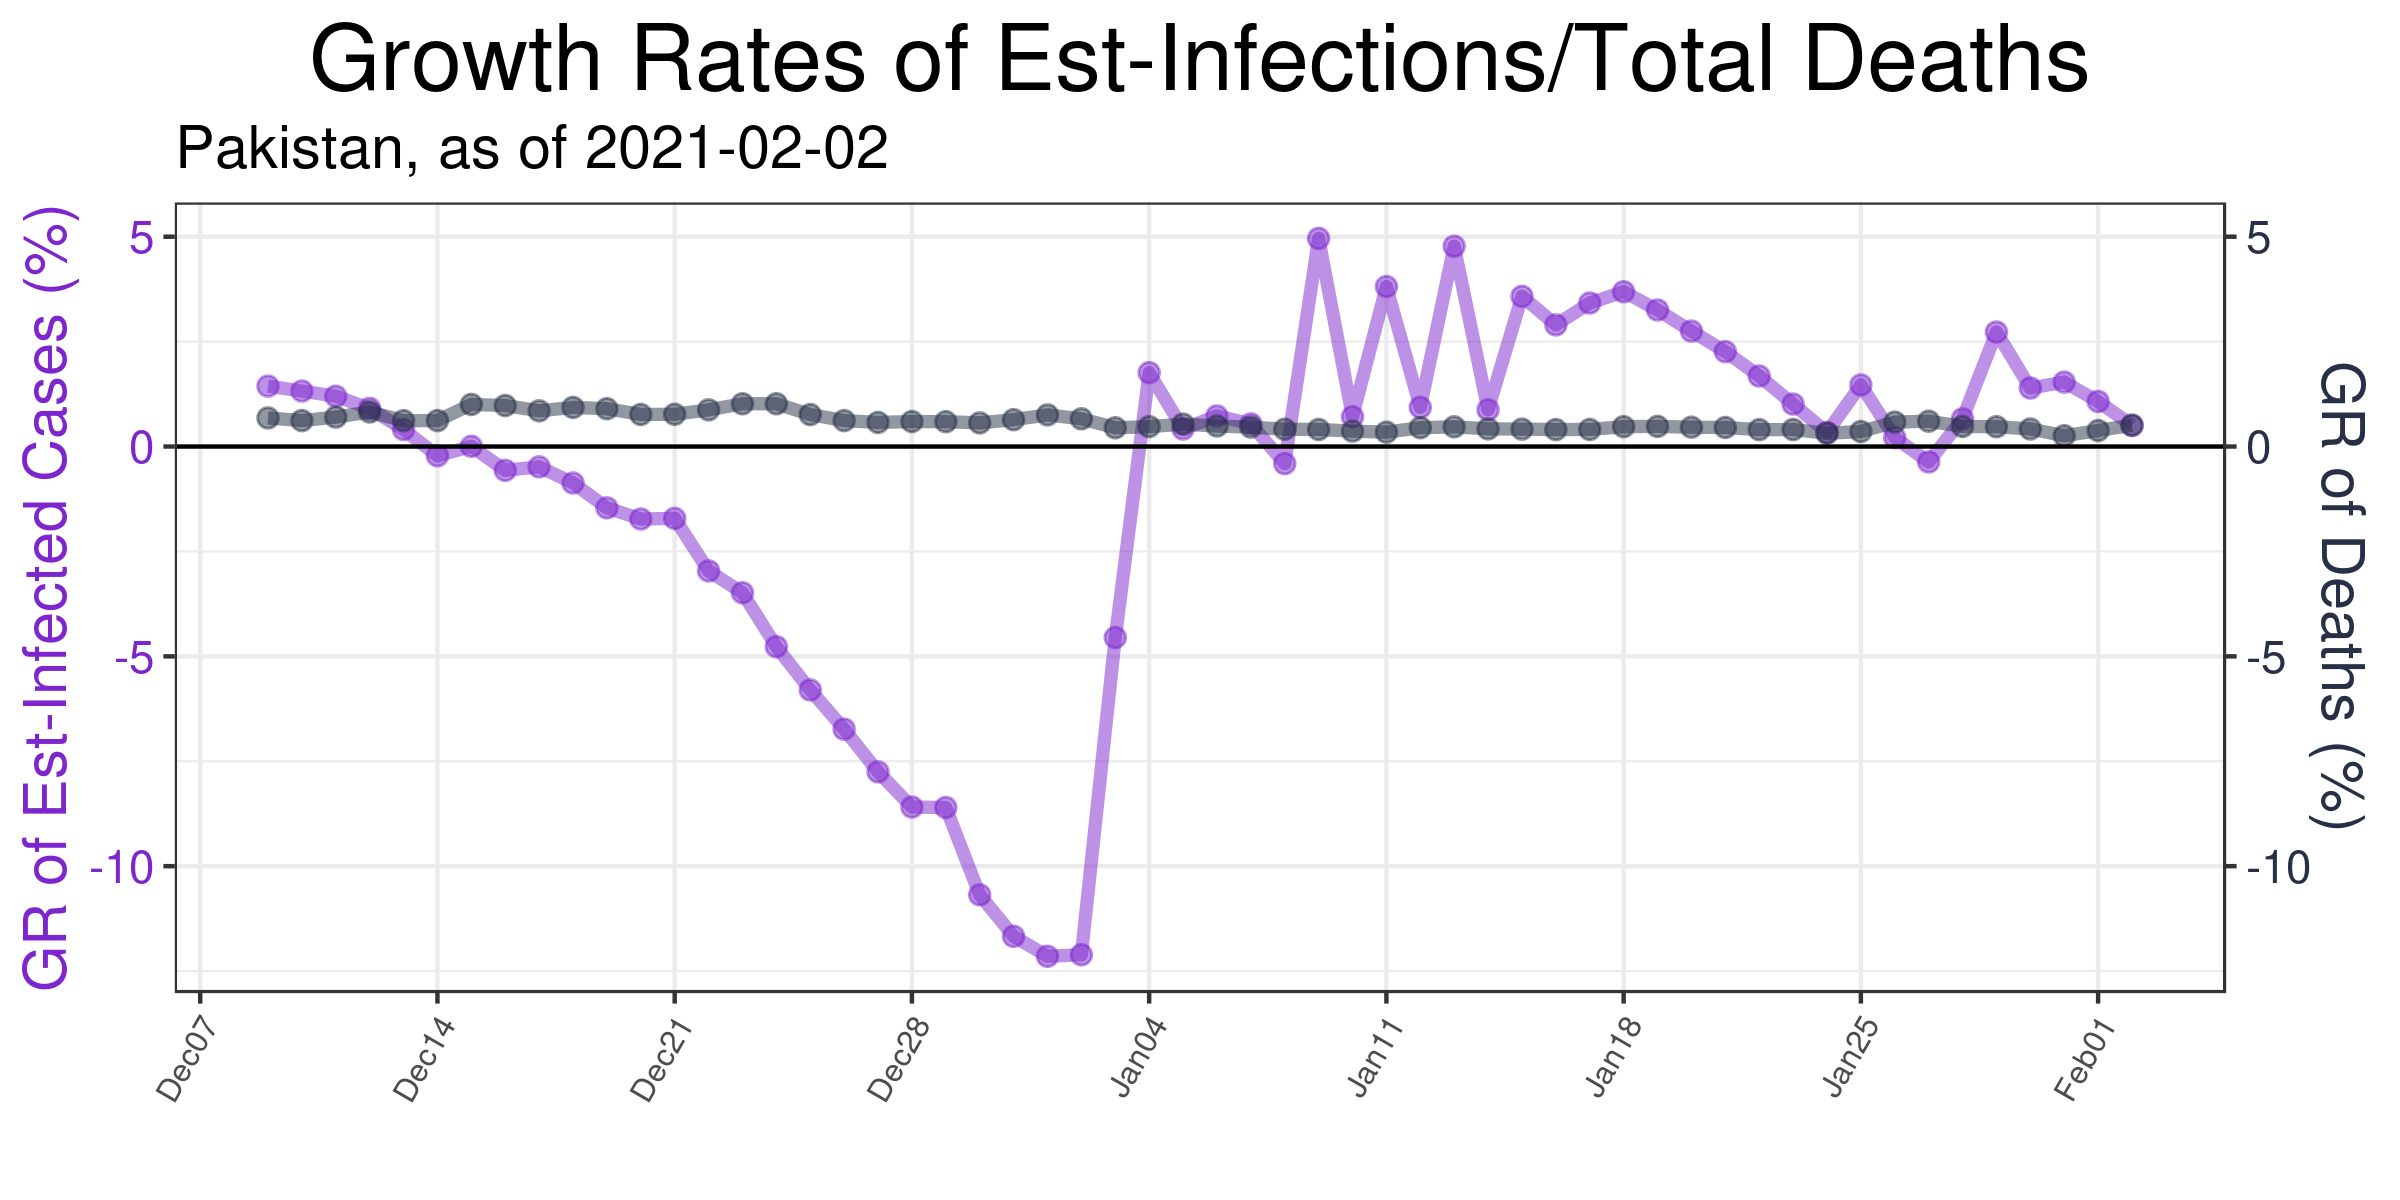 Growth Rates of Est-Infections/Total Deaths
Pakistan, as of 2021-02-02
GR of Est-Infected Cases (%)
5
0
-5
-10
5
0
-5
-10
GR of Deaths (%)
Dec07
Dec14
Dec21
Dec28
Jan04
Jan11
Jan18
Jan25
Feb01